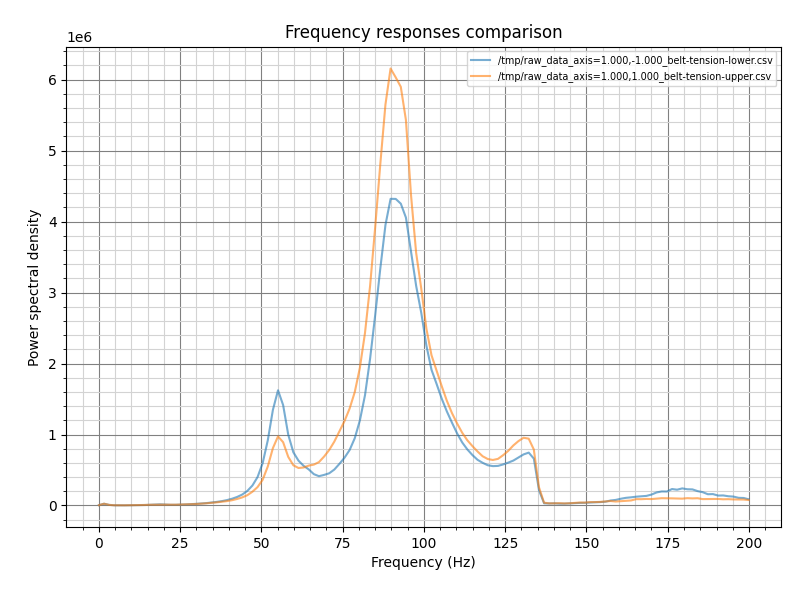 Frequency responses comparison
1e6
/tmp/raw_data_axis=1.000,-1.000_belt-tension-lower.csv
/tmp/raw_data_axis=1.000,1.000_belt-tension-upper.csv
6
5
4
3
2
1
0
Power spectral density
0 25 50 75 100 125 150 175 200
Frequency (Hz)